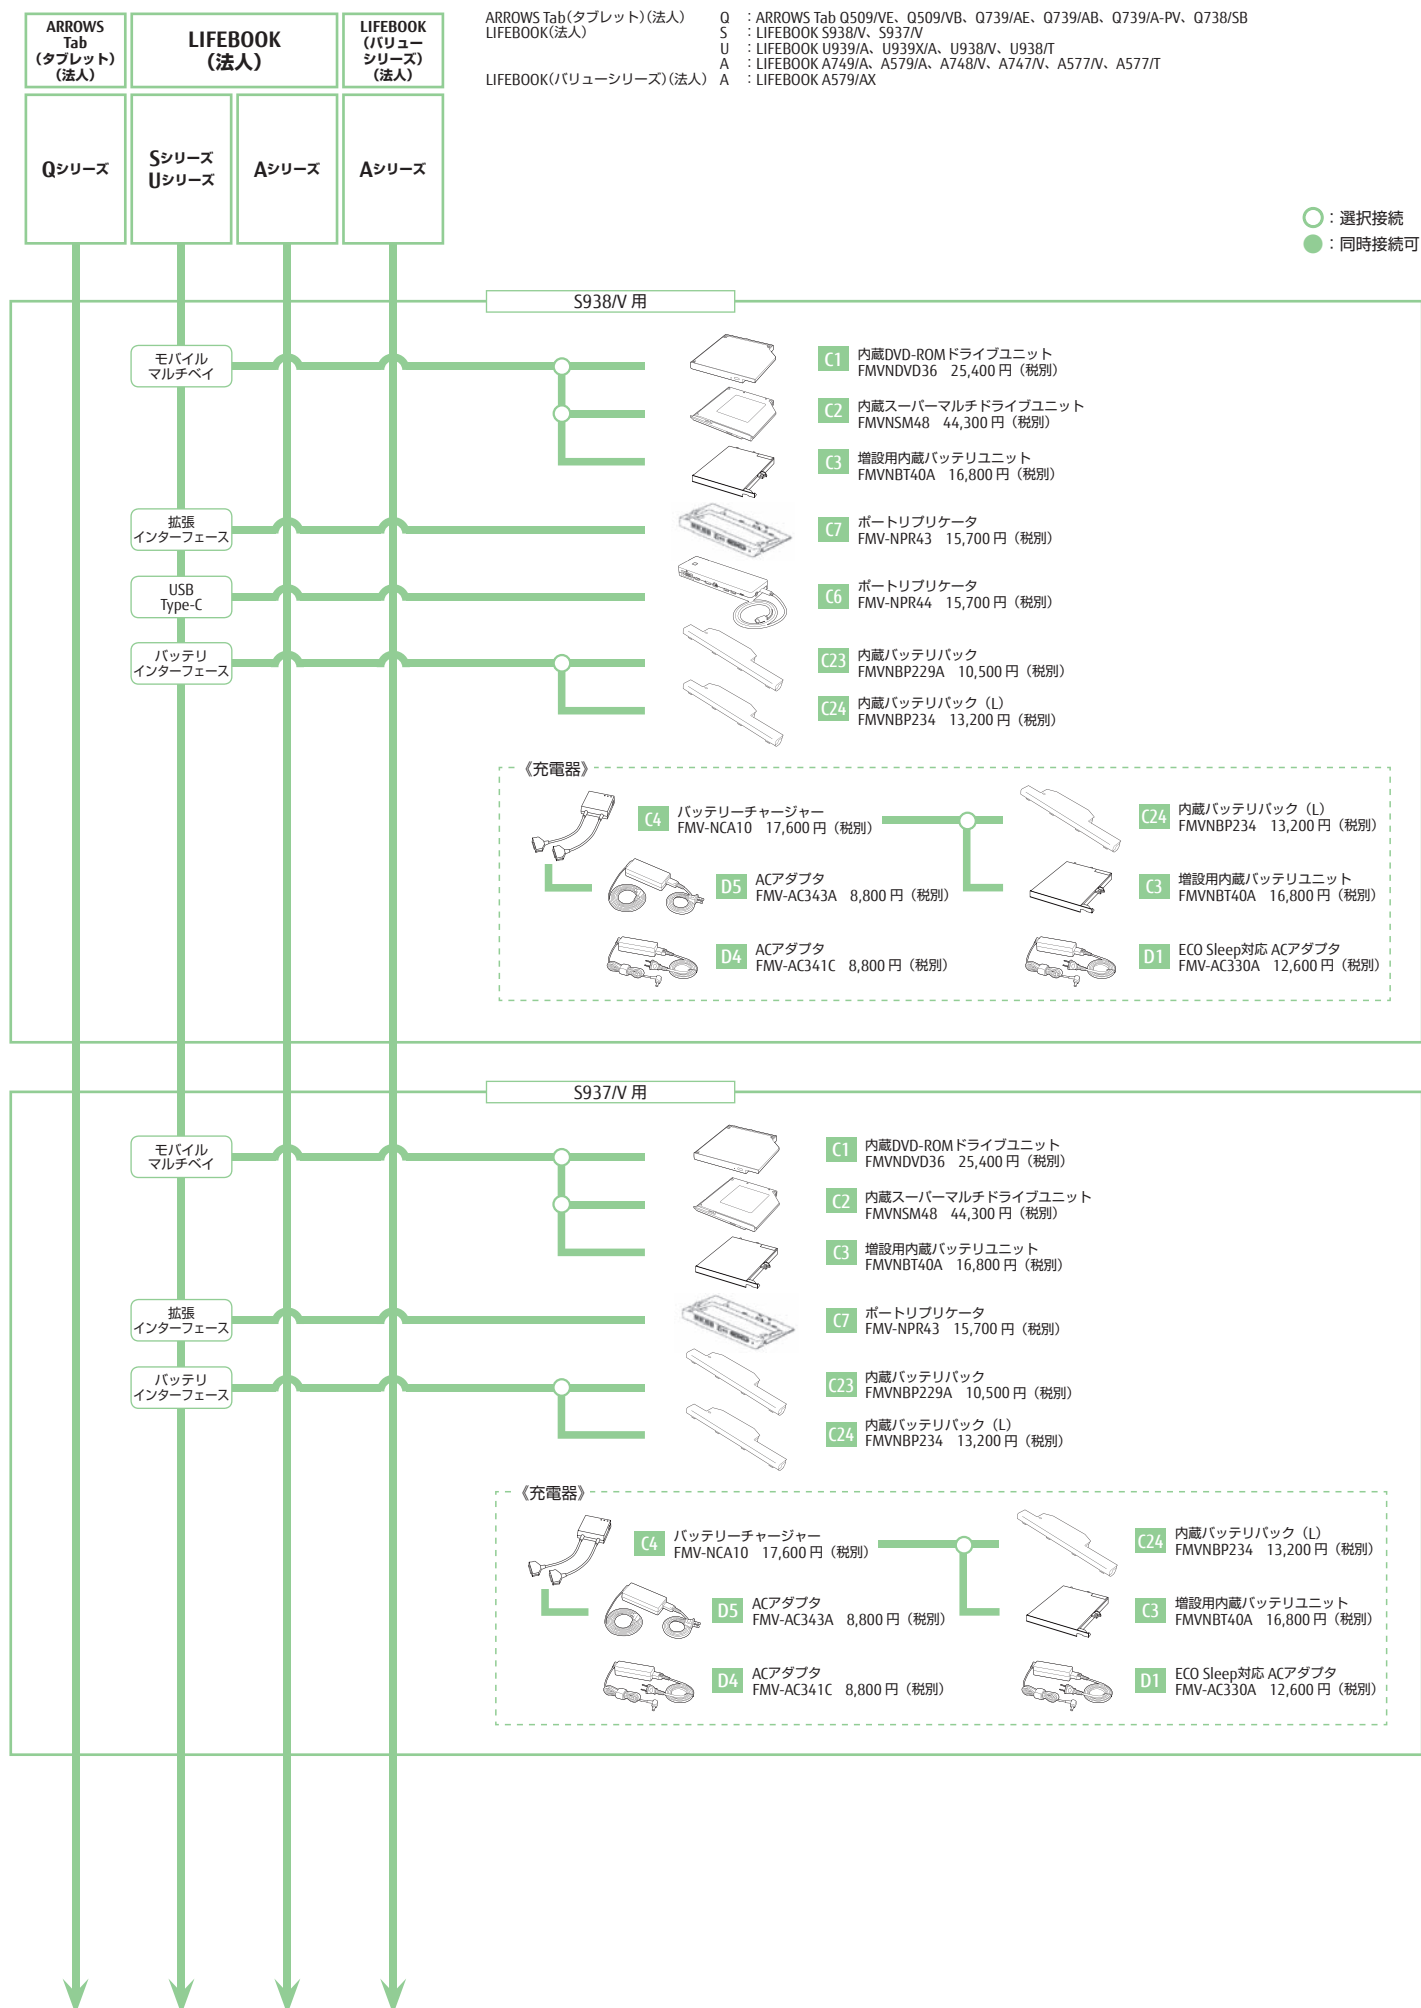 ARROWS
Tab
(タブレット)
(法人)
LIFEBOOK
(法人)
LIFEBOOK
(バリュー
シリーズ)
(法人)
ARROWS Tab(タブレット)(法人) Q :ARROWS Tab Q509/VE、Q509/VB、Q739/AE、Q739/AB、Q739/A-PV、Q738/SB
LIFEBOOK(法人) S :LIFEBOOK S938/V、S937/V
U :LIFEBOOK U939/A、U939X/A、U938/V、U938/T
A :LIFEBOOK A749/A、A579/A、A748/V、A747/V、A577/V、A577/T
LIFEBOOK(バリューシリーズ)(法人) A :LIFEBOOK A579/AX
Qシリーズ
Sシリーズ
Uシリーズ
Aシリーズ
Aシリーズ
:選択接続
:同時接続可
S938/V 用
モバイル
マルチベイ
C1 内蔵DVD-ROMドライブユニット
FMVNDVD36 25,400円(税別)
C2 内蔵スーパーマルチドライブユニット
FMVNSM48 44,300円(税別)
C3 増設用内蔵バッテリユニット
FMVNBT40A 16,800円(税別)
拡張
インターフェース
C7 ポートリプリケータ
FMV-NPR43 15,700円(税別)
USB
Type-C
C6 ポートリプリケータ
FMV-NPR44 15,700円(税別)
バッテリ
インターフェース
C23 内蔵バッテリパック
FMVNBP229A 10,500円(税別)
C24 内蔵バッテリパック(L)
FMVNBP234 13,200円(税別)
《充電器》
C4 バッテリーチャージャー
FMV-NCA10 17,600円(税別)
C24 内蔵バッテリパック(L)
FMVNBP234 13,200円(税別)
D5 ACアダプタ
FMV-AC343A 8,800円(税別)
C3 増設用内蔵バッテリユニット
FMVNBT40A 16,800円(税別)
D4 ACアダプタ
FMV-AC341C 8,800円(税別)
D1 ECO Sleep対応 ACアダプタ
FMV-AC330A 12,600円(税別)
S937/V 用
モバイル
マルチベイ
C1 内蔵DVD-ROMドライブユニット
FMVNDVD36 25,400円(税別)
C2 内蔵スーパーマルチドライブユニット
FMVNSM48 44,300円(税別)
C3 増設用内蔵バッテリユニット
FMVNBT40A 16,800円(税別)
拡張
インターフェース
C7 ポートリプリケータ
FMV-NPR43 15,700円(税別)
バッテリ
インターフェース
C23 内蔵バッテリパック
FMVNBP229A 10,500円(税別)
C24 内蔵バッテリパック(L)
FMVNBP234 13,200円(税別)
《充電器》
C4 バッテリーチャージャー
FMV-NCA10 17,600円(税別)
C24 内蔵バッテリパック(L)
FMVNBP234 13,200円(税別)
D5 ACアダプタ
FMV-AC343A 8,800円(税別)
C3 増設用内蔵バッテリユニット
FMVNBT40A 16,800円(税別)
D4 ACアダプタ
FMV-AC341C 8,800円(税別)
D1 ECO Sleep対応 ACアダプタ
FMV-AC330A 12,600円(税別)